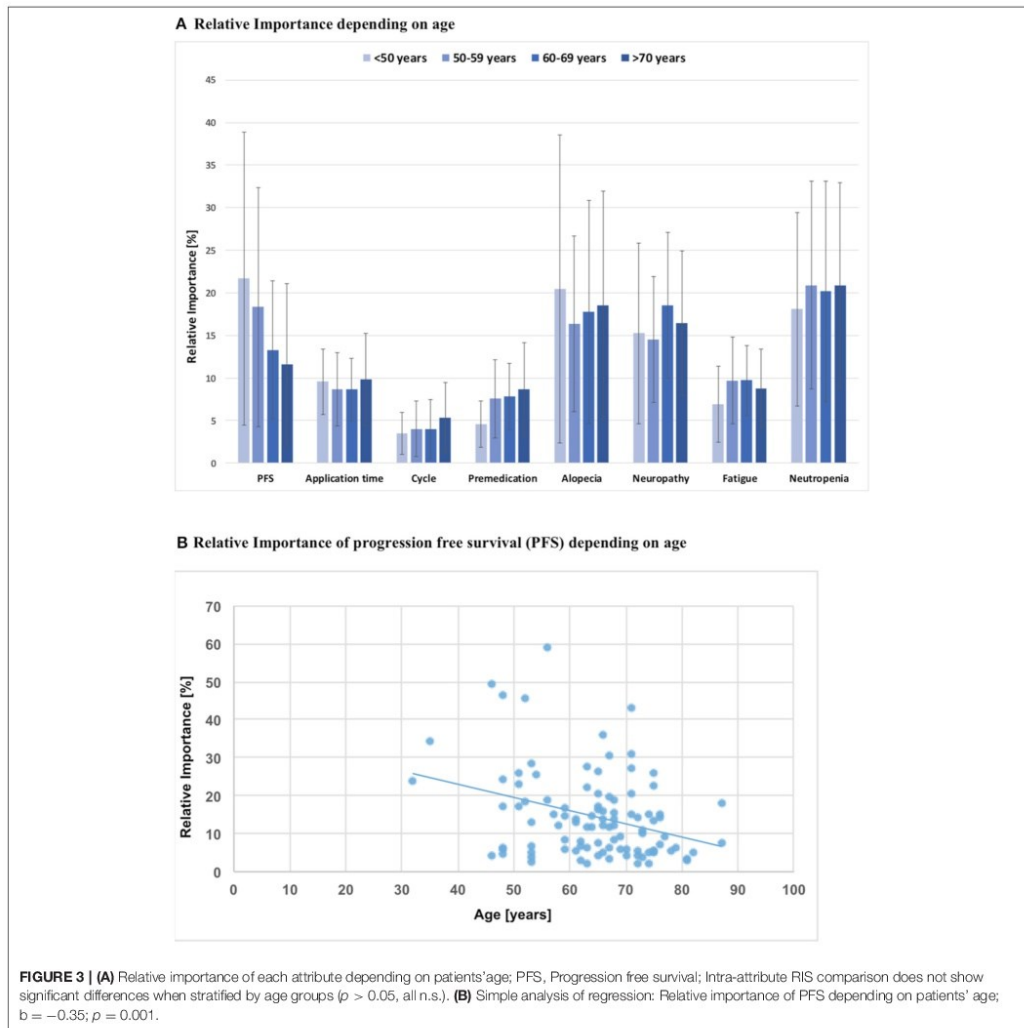 A Relative Importance depending on age
<50 years 50-59 years 60-69 years >70 years
Relative Importance [%]
45
40
35
30
25
20
15
10
5
0
PFS Application time Cycle Premedication Alopecia Neuropathy Fatigue Neutropenia
B Relative Importance of progression free survival (PFS) depending on age
Relative Importance [%]
70
60
50
40
30
20
10
0
0 10 20 30 40 50 60 70 80 90 100
Age [years]
FIGURE 3 | (A) Relative importance of each attribute depending on patients'age; PFS, Progression free survival; Intra-attribute RIS comparison does not show
significant differences when stratified by age groups (p > 0.05, all n.s.). (B) Simple analysis of regression: Relative importance of PFS depending on patients' age;
b = −0.35; p = 0.001.